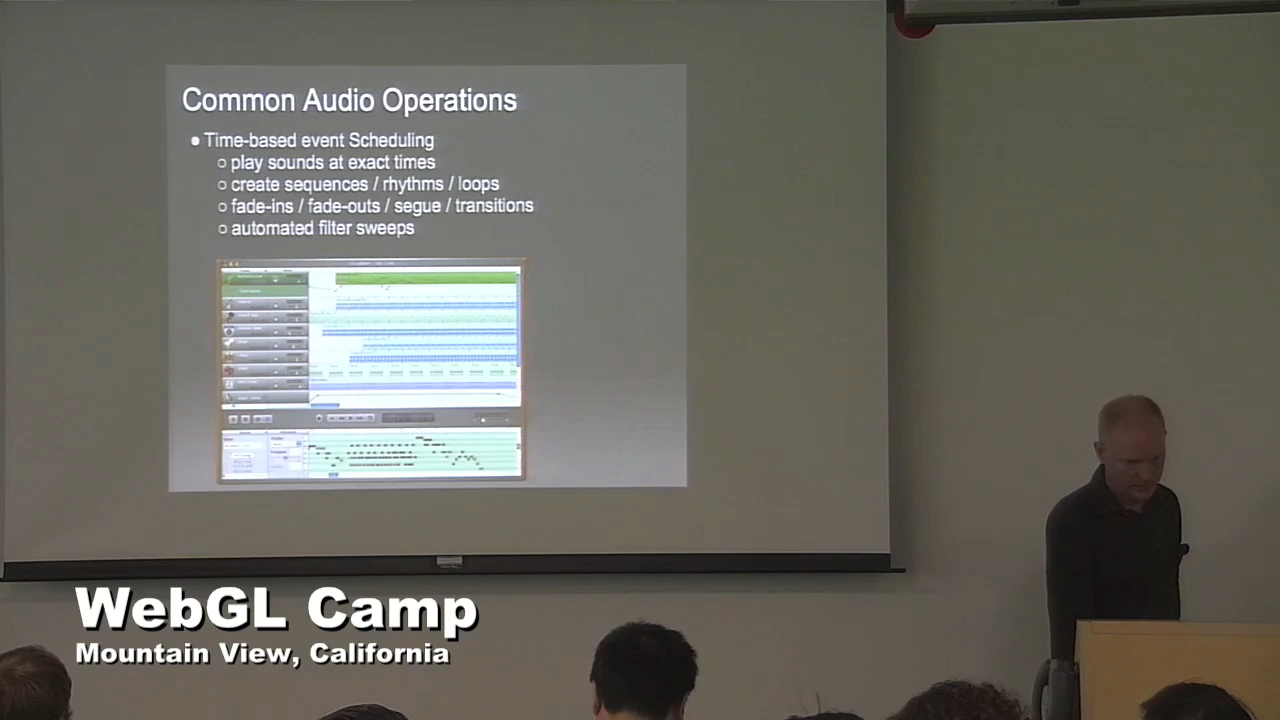 Common Audio Operations
● Time-based event Scheduling
○ play sounds at exact times
○ create sequences / rhythms / loops
○ fade-ins / fade-outs / segue / transitions
○ automated filter sweeps
WebGL Camp
Mountain View, California